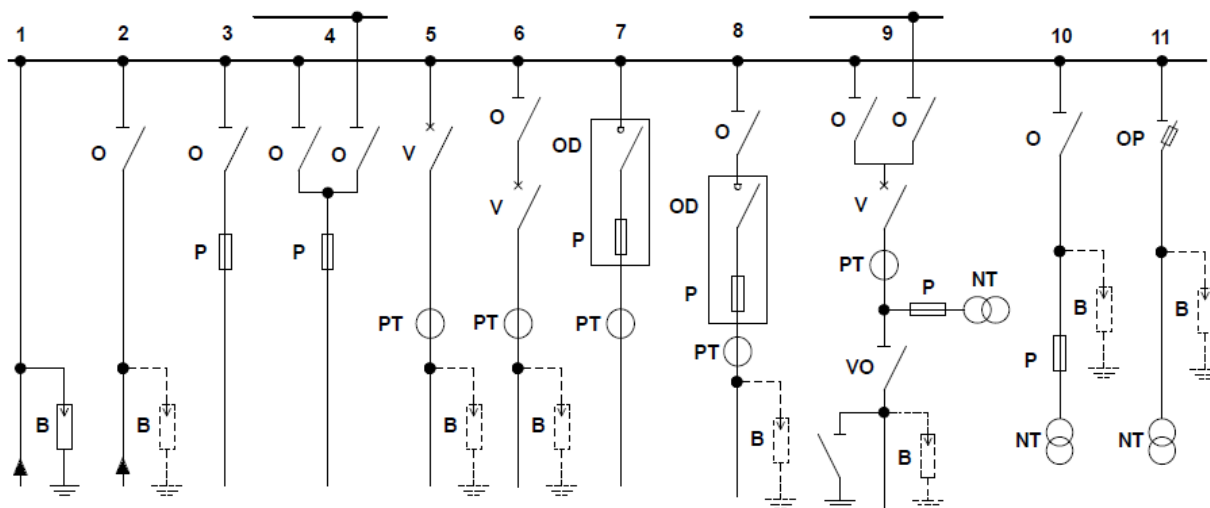 1 2 3 4 5 6 7 8 9 10 11
O O O O V O V PT B OD P PT O OD P PT B O O V PT P NT VO B O B P NT OP B NT
B B P P PT B